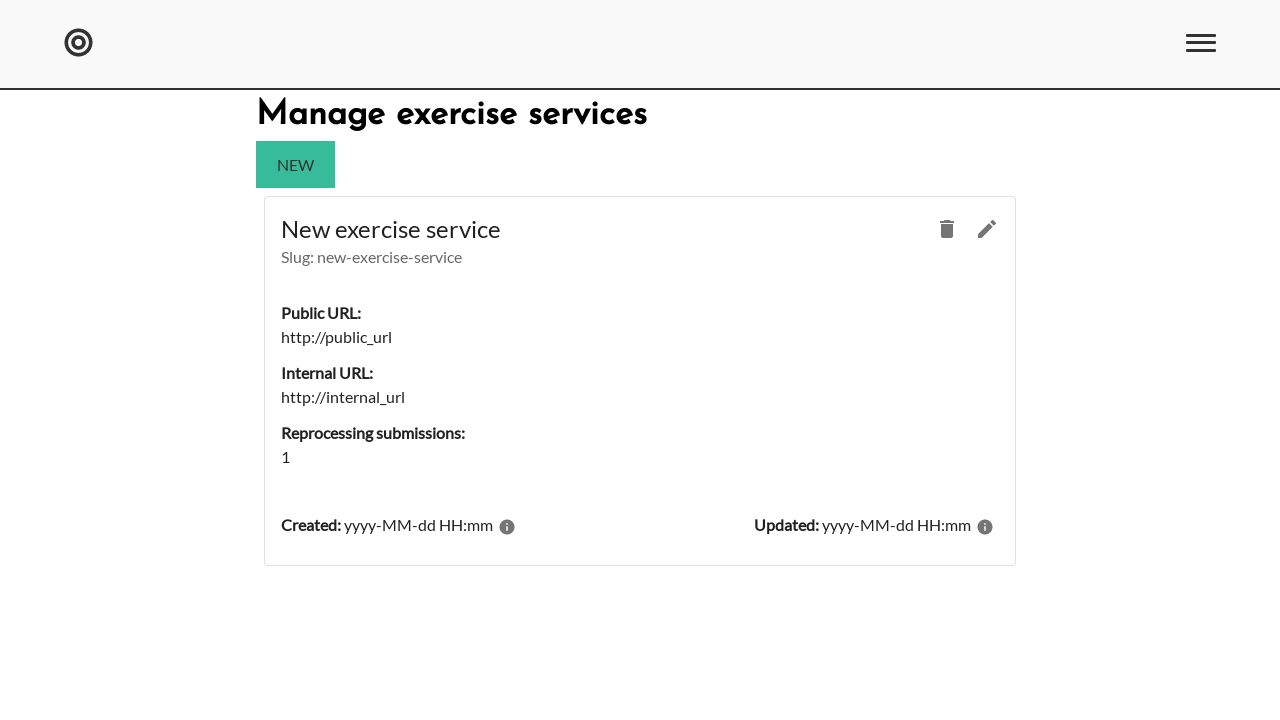 Manage exercise services
NEW
New exercise service
Slug: new-exercise-service
Public URL:
http://public_url
Internal URL:
http://internal_url
Reprocessing submissions:
1
Created: yyyy-MM-dd HH:mm
Updated: yyyy-MM-dd HH:mm